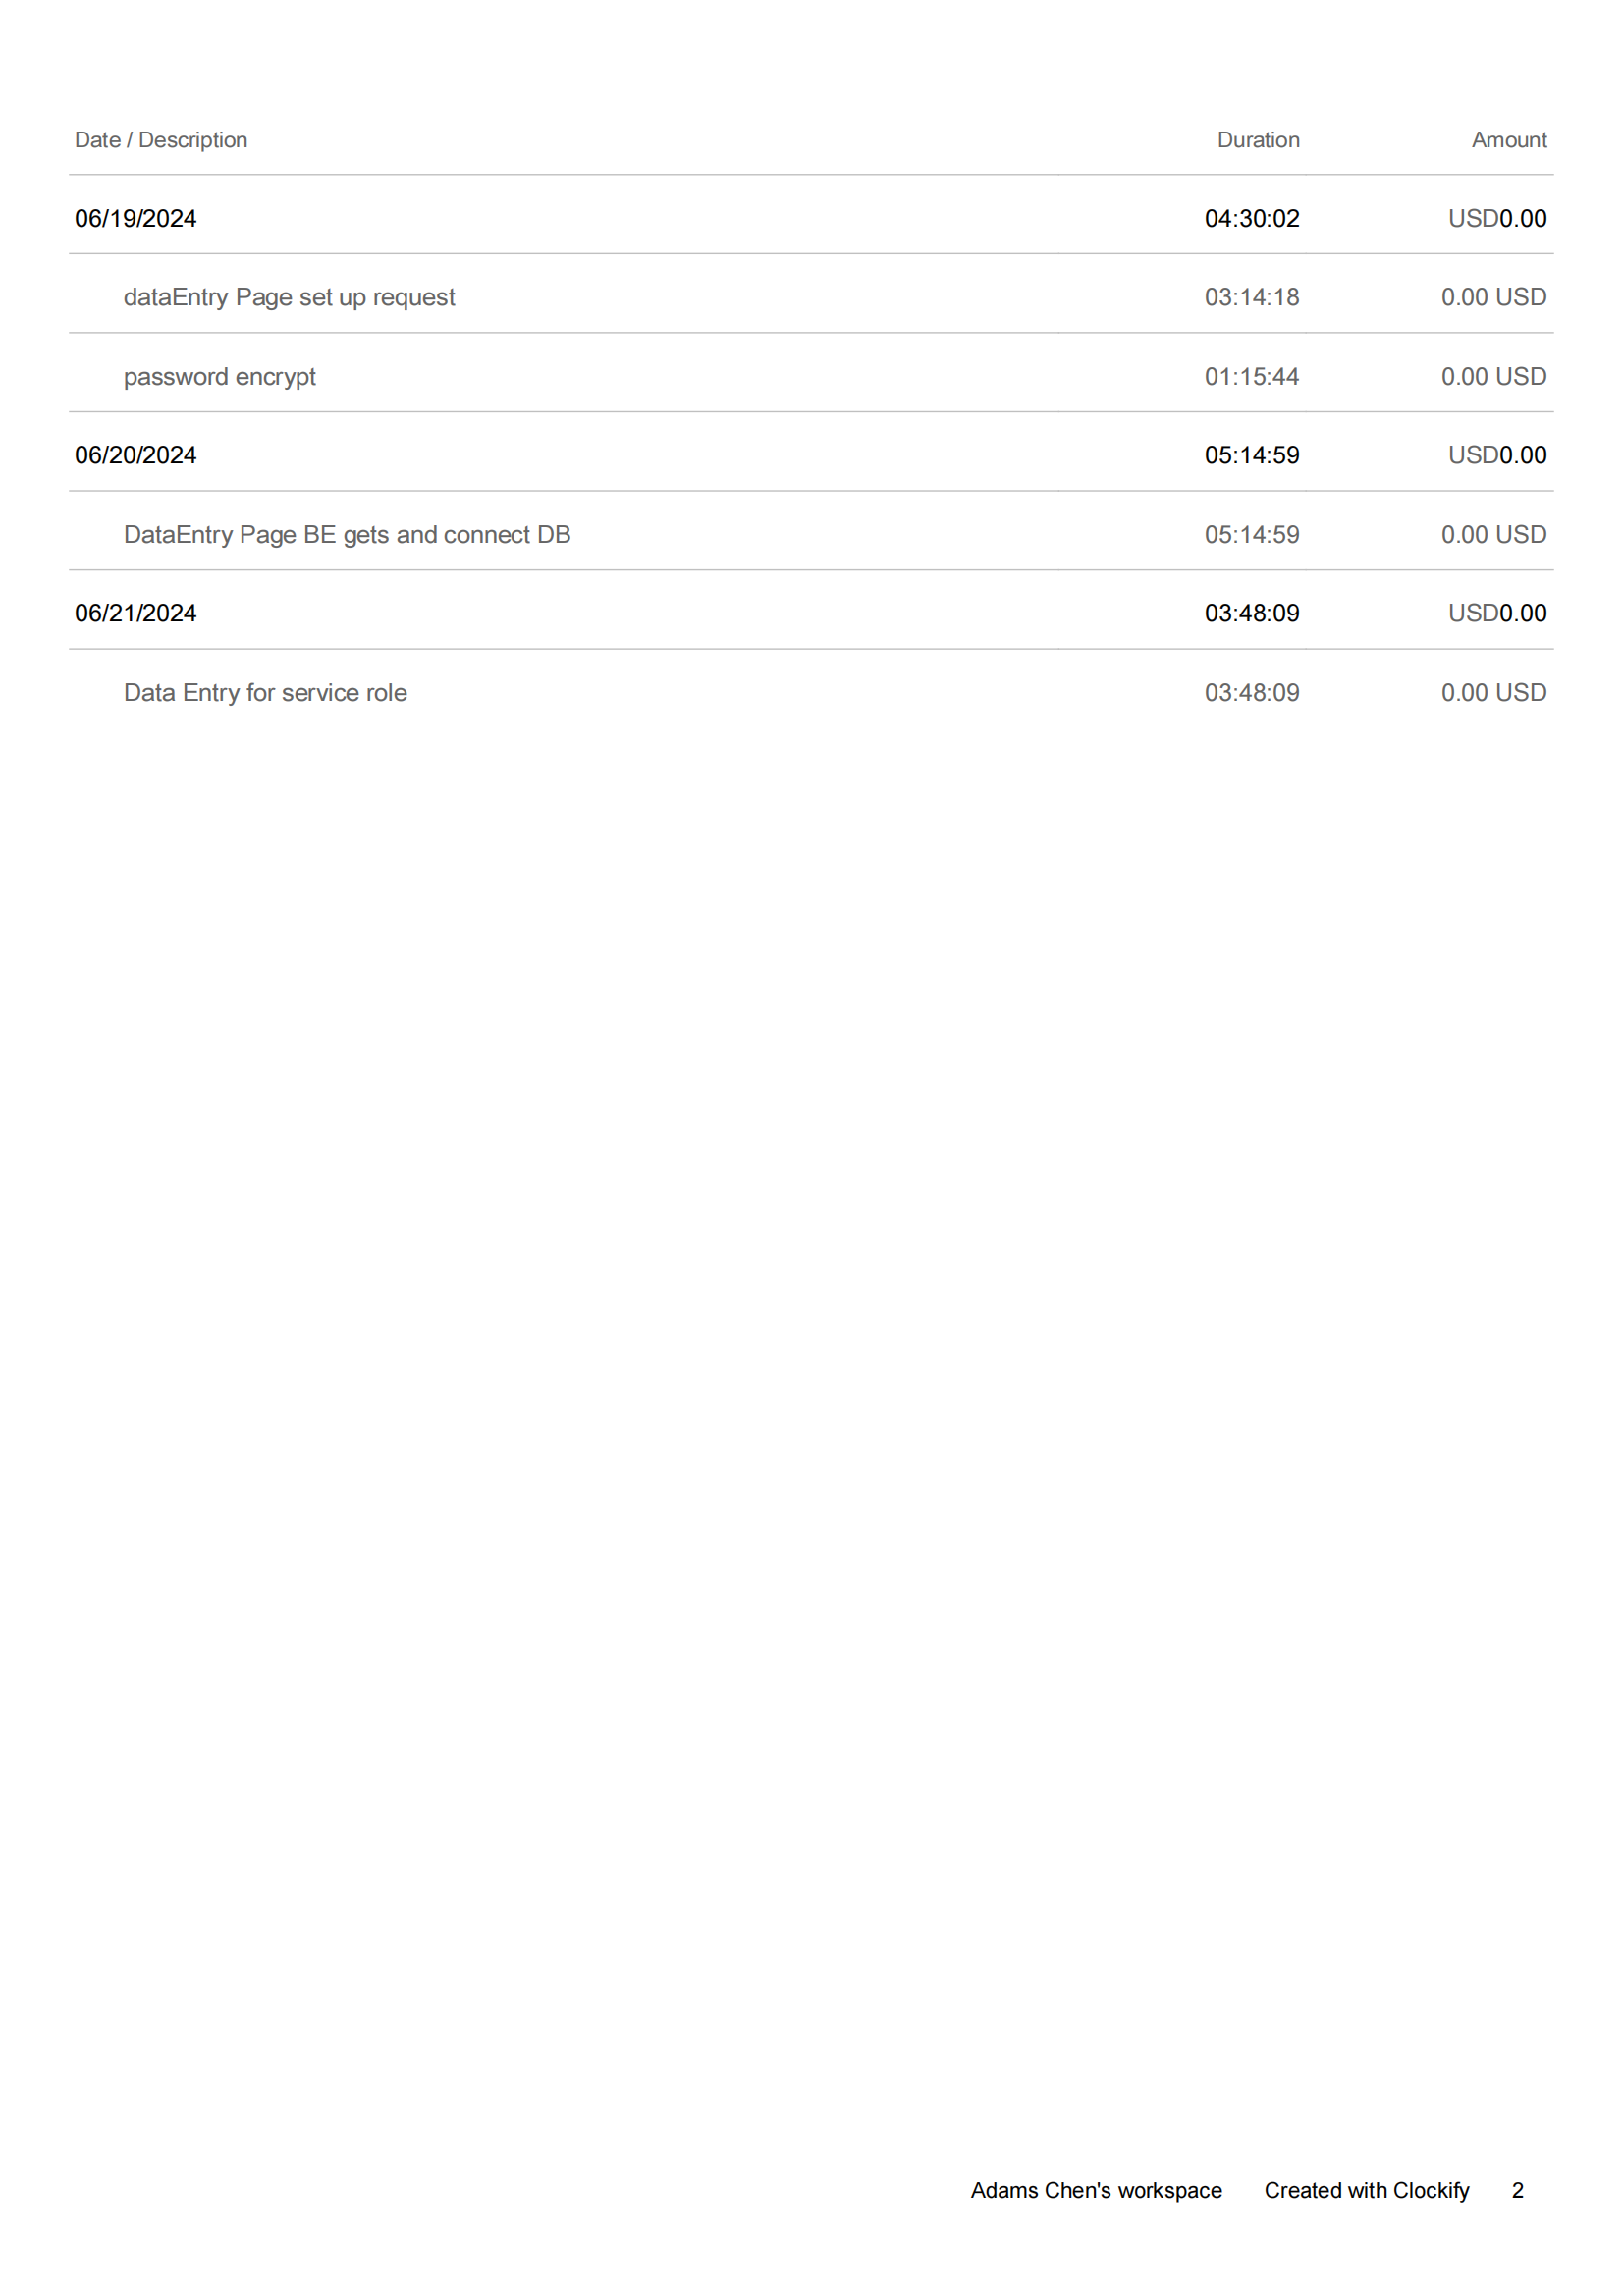 Date / Description Duration Amount
06/19/2024 04:30:02 USD0.00
dataEntry Page set up request 03:14:18 0.00 USD
password encrypt 01:15:44 0.00 USD
06/20/2024 05:14:59 USD0.00
DataEntry Page BE gets and connect DB 05:14:59 0.00 USD
06/21/2024 03:48:09 USD0.00
Data Entry for service role 03:48:09 0.00 USD
Adams Chen's workspace Created with Clockify 2